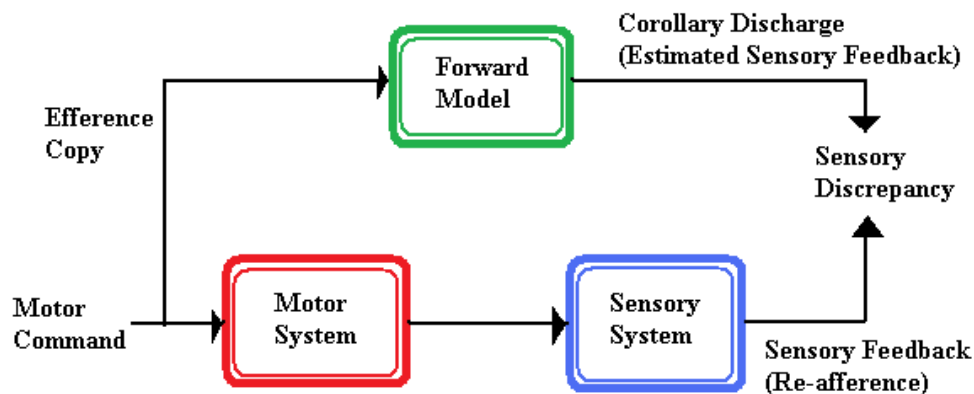 Corollary Discharge
(Estimated Sensory Feedback)
Forward
Model
Efference
Copy
Sensory
Discrepancy
Motor
Command
Motor
System
Sensory
System
Sensory Feedback
(Re-afference)